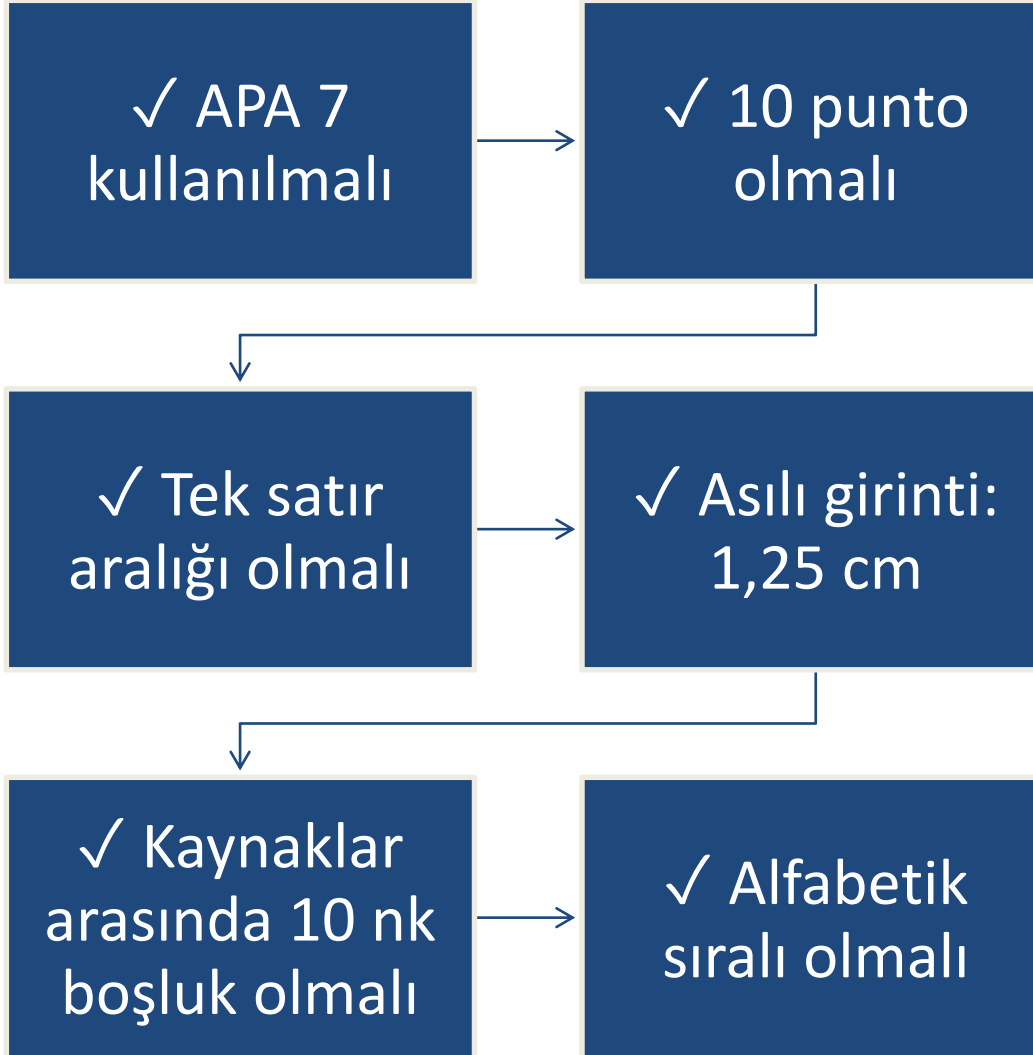 ✓ APA 7
kullanılmalı
✓ 10 punto
olmalı
✓ Tek satır
aralığı olmalı
✓ Asılı girinti:
1,25 cm
✓ Kaynaklar
arasında 10 nk
boşluk olmalı
✓ Alfabetik
sıralı olmalı